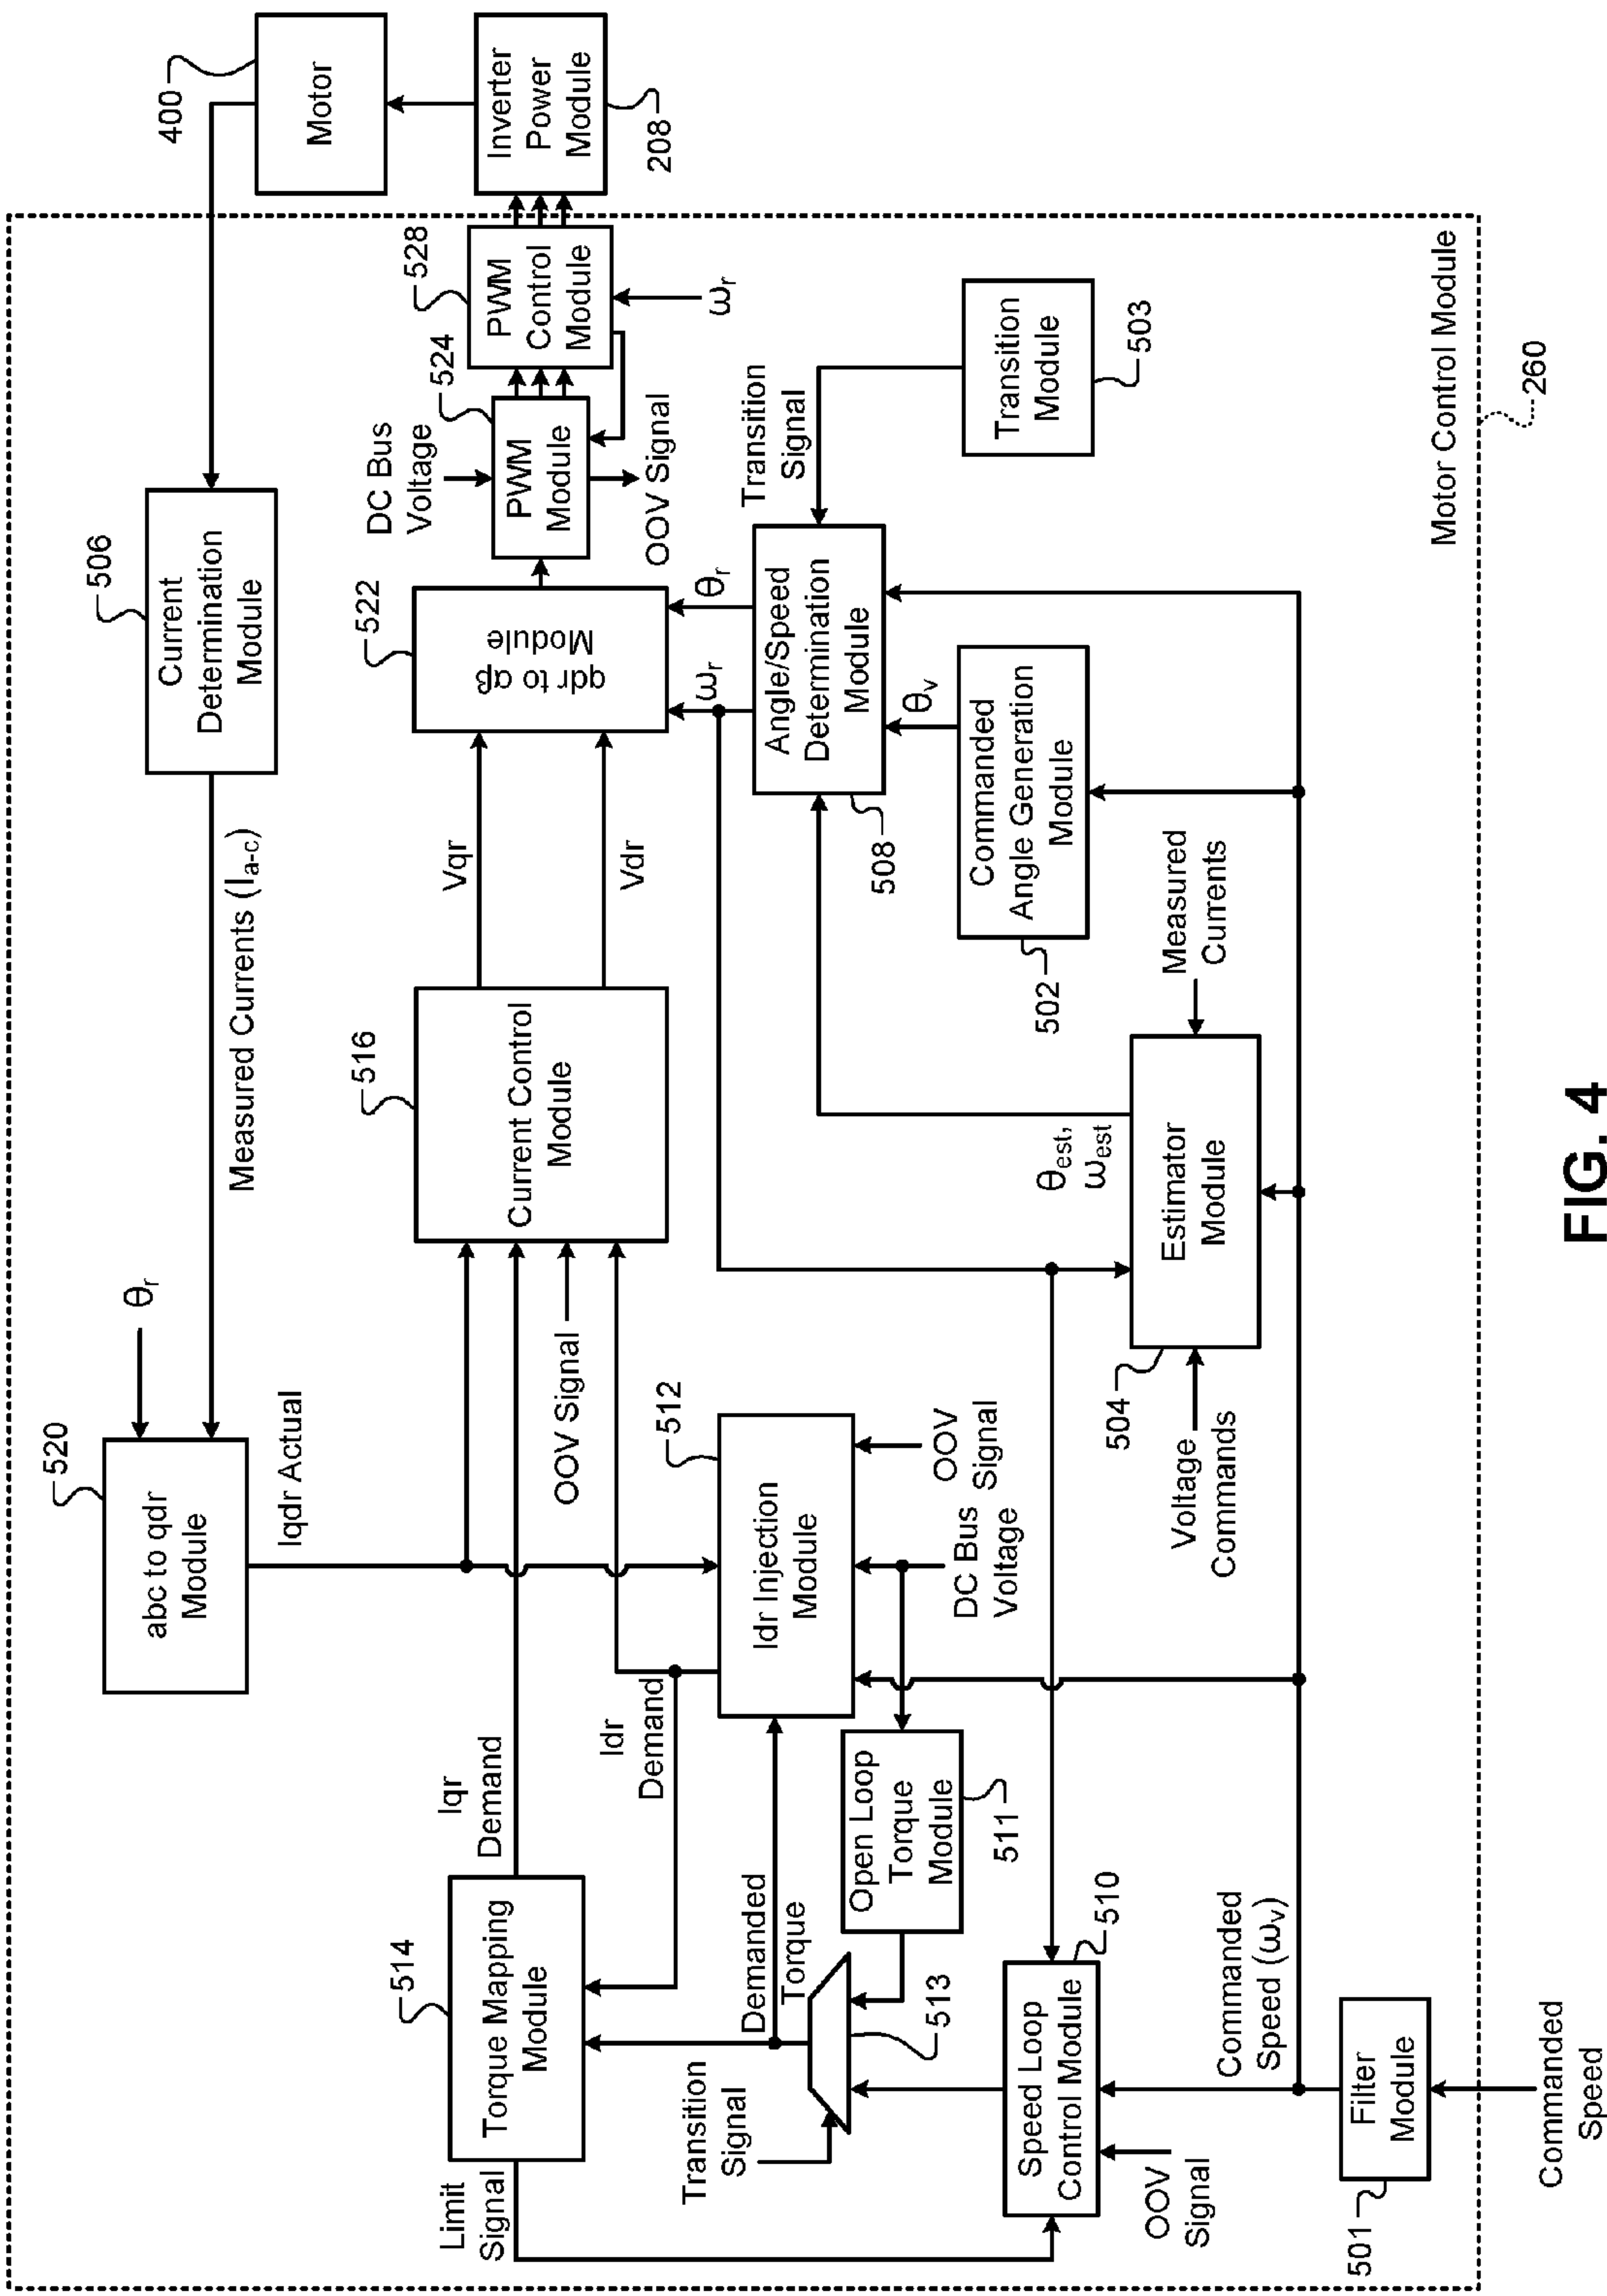 400
Motor
Inverter
Power
Module
208
528
PWM
Control
Module
ωr
524
PWM
Module
DC Bus
Voltage
OOV Signal
506
Current
Determination
Module
Measured Currents (Ia-c)
522
qdr to αβ
Module
ωr
θr
Transition
Signal
Transition
Module
503
Angle/Speed
Determination
Module
508
θv
Commanded
Angle Generation
Module
502
516
Current Control
Module
Vqr
Vdr
OOV Signal
520
abc to qdr
Module
θr
Iqdr Actual
512
Idr Injection
Module
OOV
Signal
DC Bus
Voltage
θest,
ωest
Estimator
Module
504
Measured
Currents
Voltage
Commands
514
Torque Mapping
Module
Iqr
Demand
Idr
Demand
Limit
Signal
Demanded
Torque
Transition
Signal
513
Open Loop
Torque
Module
511
Speed Loop
Control Module
510
OOV
Signal
Commanded
Speed (ωv)
Filter
Module
501
Commanded
Speed
Motor Control Module
260
FIG. 4